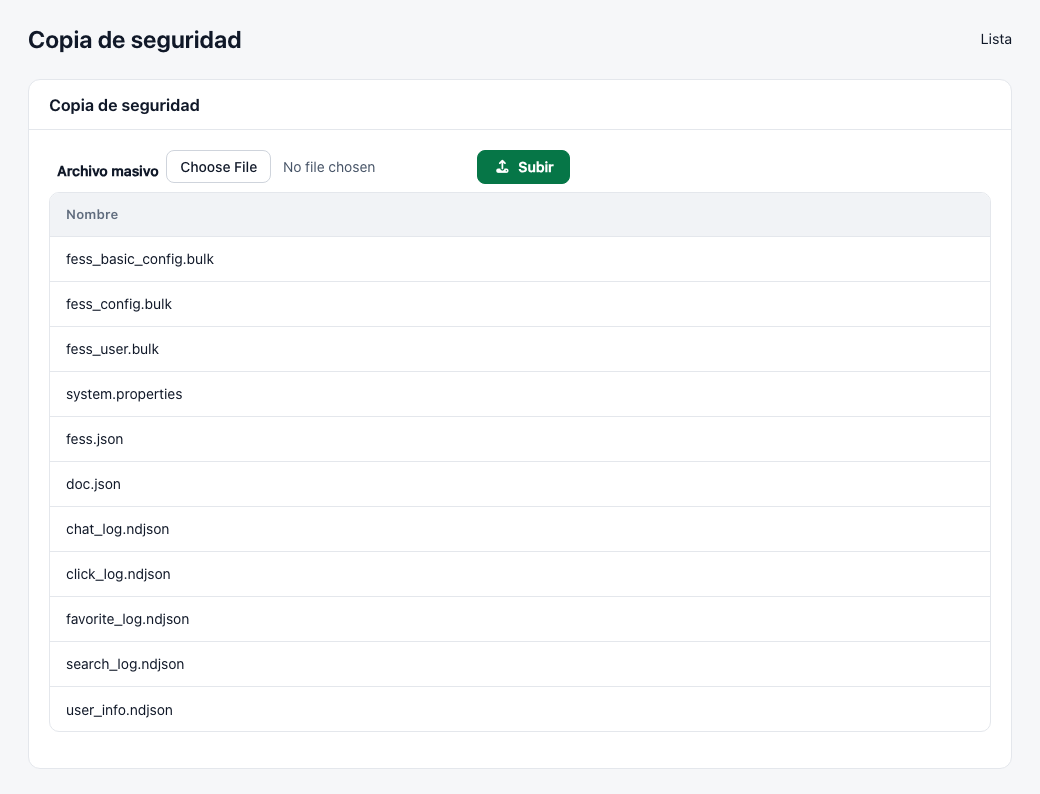 Copia de seguridad
Lista
Copia de seguridad
Archivo masivo Choose File No file chosen Subir
Nombre
fess_basic_config.bulk
fess_config.bulk
fess_user.bulk
system.properties
fess.json
doc.json
chat_log.ndjson
click_log.ndjson
favorite_log.ndjson
search_log.ndjson
user_info.ndjson